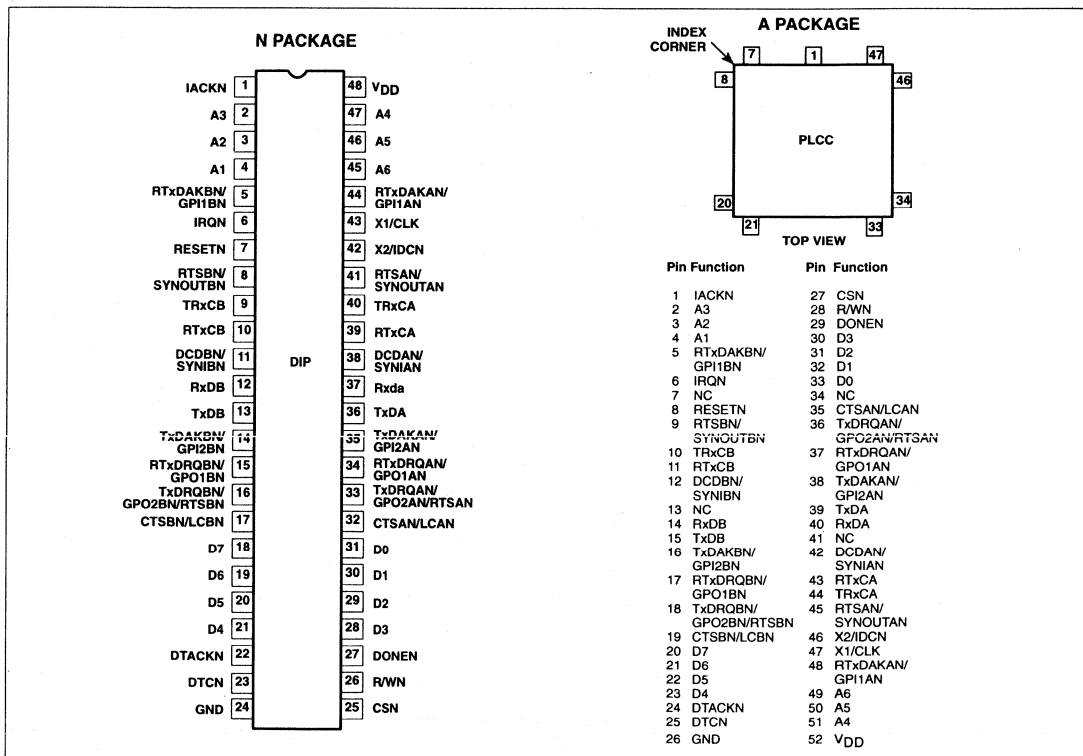 N PACKAGE
IACKN 1
A3 2
A2 3
A1 4
RTxDAKBN/
GPI1BN 5
IRQN 6
RESETN 7
RTSBN/
SYNOUTBN 8
TRxCB 9
RTxCB 10
DCDBN/
SYNIBN 11
RxDB 12
TxDB 13
TxDAKBN/
GPI2BN 14
RTxDRQBN/
GPO1BN 15
TxDRQBN/
GPO2BN/RTSBN 16
CTSBN/LCBN 17
D7 18
D6 19
D5 20
D4 21
DTACKN 22
DTCN 23
GND 24
DIP
48 VDD
47 A4
46 A5
45 A6
44 RTxDAKAN/
GPI1AN
43 X1/CLK
42 X2/IDCN
41 RTSAN/
SYNOUTAN
40 TRxCA
39 RTxCA
38 DCDAN/
SYNIAN
37 Rxda
36 TxDA
35 TxDAKAN/
GPI2AN
34 RTxDRQAN/
GPO1AN
33 TxDRQAN/
GPO2AN/RTSAN
32 CTSAN/LCAN
31 D0
30 D1
29 D2
28 D3
27 DONEN
26 R/WN
25 CSN
A PACKAGE
INDEX
CORNER
7 1 47
8 46
PLCC
20 34
21 33
TOP VIEW
Pin Function
1 IACKN
2 A3
3 A2
4 A1
5 RTxDAKBN/
GPI1BN
6 IRQN
7 NC
8 RESETN
9 RTSBN/
SYNOUTBN
10 TRxCB
11 RTxCB
12 DCDBN/
SYNIBN
13 NC
14 RxDB
15 TxDB
16 TxDAKBN/
GPI2BN
17 RTxDRQBN/
GPO1BN
18 TxDRQBN/
GPO2BN/RTSBN
19 CTSBN/LCBN
20 D7
21 D6
22 D5
23 D4
24 DTACKN
25 DTCN
26 GND
Pin Function
27 CSN
28 R/WN
29 DONEN
30 D3
31 D2
32 D1
33 D0
34 NC
35 CTSAN/LCAN
36 TxDRQAN/
GPO2AN/RTSAN
37 RTxDRQAN/
GPO1AN
38 TxDAKAN/
GPI2AN
39 TxDA
40 RxDA
41 NC
42 DCDAN/
SYNIAN
43 RTxCA
44 TRxCA
45 RTSAN/
SYNOUTAN
46 X2/IDCN
47 X1/CLK
48 RTxDAKAN/
GPI1AN
49 A6
50 A5
51 A4
52 VDD